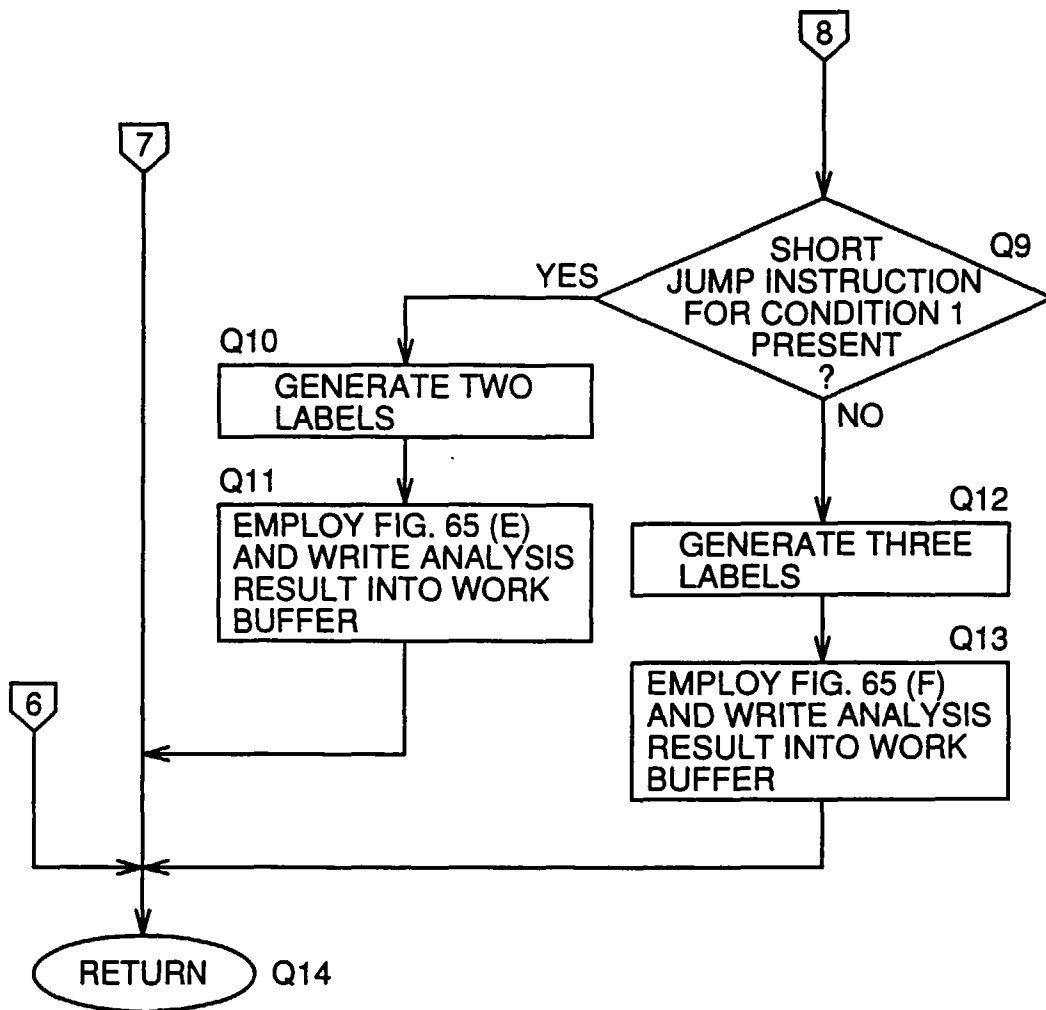 8
7
SHORT
JUMP INSTRUCTION
FOR CONDITION 1
PRESENT
?
Q9
YES
NO
Q10
GENERATE TWO
LABELS
Q11
EMPLOY FIG. 65 (E)
AND WRITE ANALYSIS
RESULT INTO WORK
BUFFER
Q12
GENERATE THREE
LABELS
Q13
EMPLOY FIG. 65 (F)
AND WRITE ANALYSIS
RESULT INTO WORK
BUFFER
6
RETURN
Q14